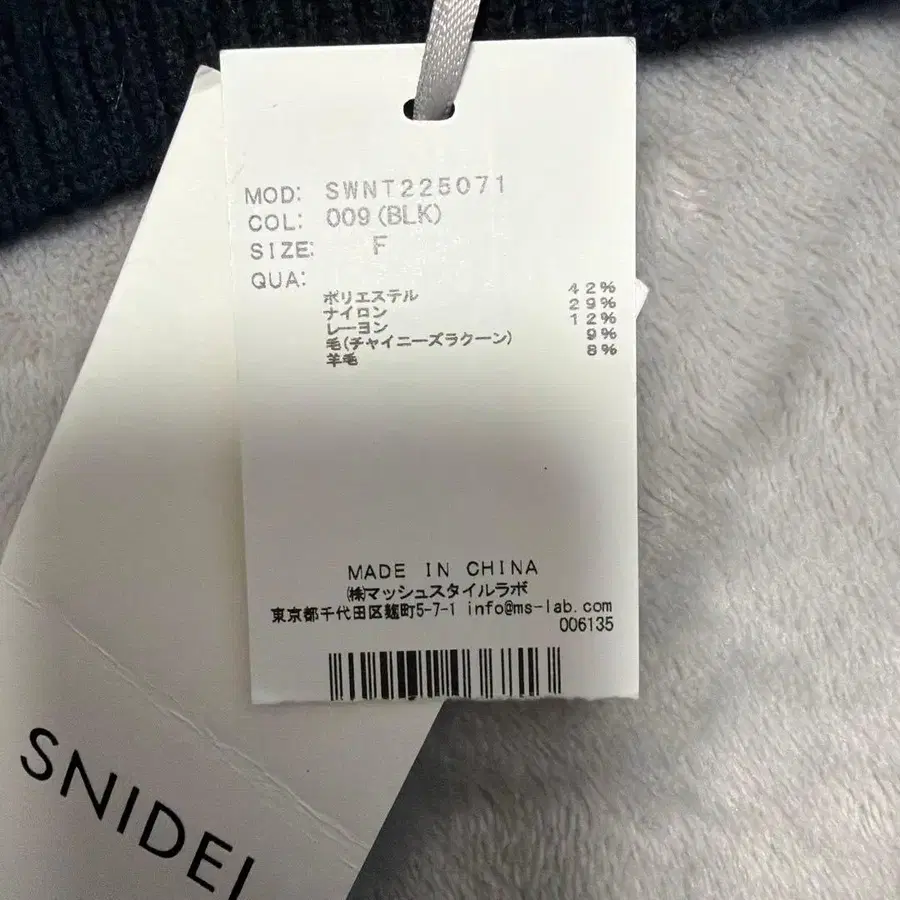 MOD: SWNT225071
COL: 009(BLK)
SIZE: F
QUA:
ポリエステル 42%
ナイロン 29%
レーヨン 12%
毛(チャイニーズラクーン) 9%
羊毛 8%
MADE IN CHINA
㈱マッシュスタイルラボ
東京都千代田区麹町5-7-1 info@ms-lab.com
006135